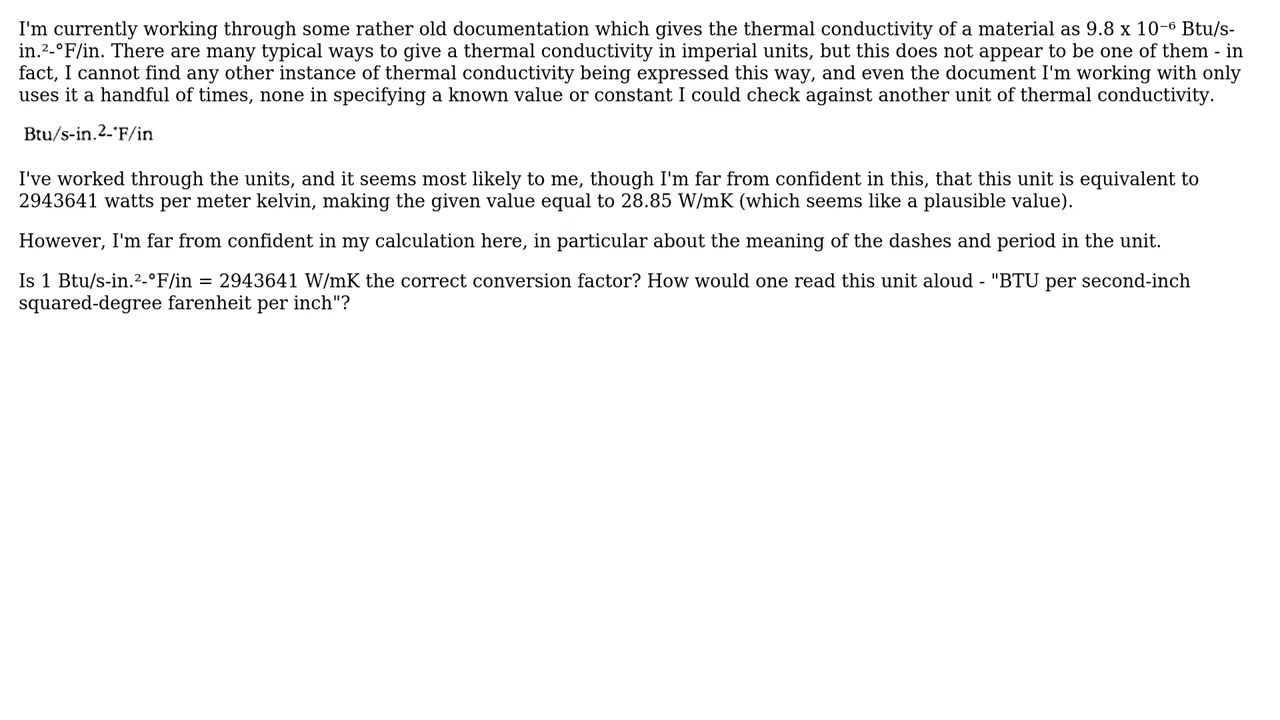 I'm currently working through some rather old documentation which gives the thermal conductivity of a material as 9.8 x 10⁻⁶ Btu/s-
in.²-°F/in. There are many typical ways to give a thermal conductivity in imperial units, but this does not appear to be one of them - in
fact, I cannot find any other instance of thermal conductivity being expressed this way, and even the document I'm working with only
uses it a handful of times, none in specifying a known value or constant I could check against another unit of thermal conductivity.
Btu/s-in.²-°F/in
I've worked through the units, and it seems most likely to me, though I'm far from confident in this, that this unit is equivalent to
2943641 watts per meter kelvin, making the given value equal to 28.85 W/mK (which seems like a plausible value).
However, I'm far from confident in my calculation here, in particular about the meaning of the dashes and period in the unit.
Is 1 Btu/s-in.²-°F/in = 2943641 W/mK the correct conversion factor? How would one read this unit aloud - "BTU per second-inch
squared-degree farenheit per inch"?